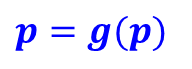 p = g(p)